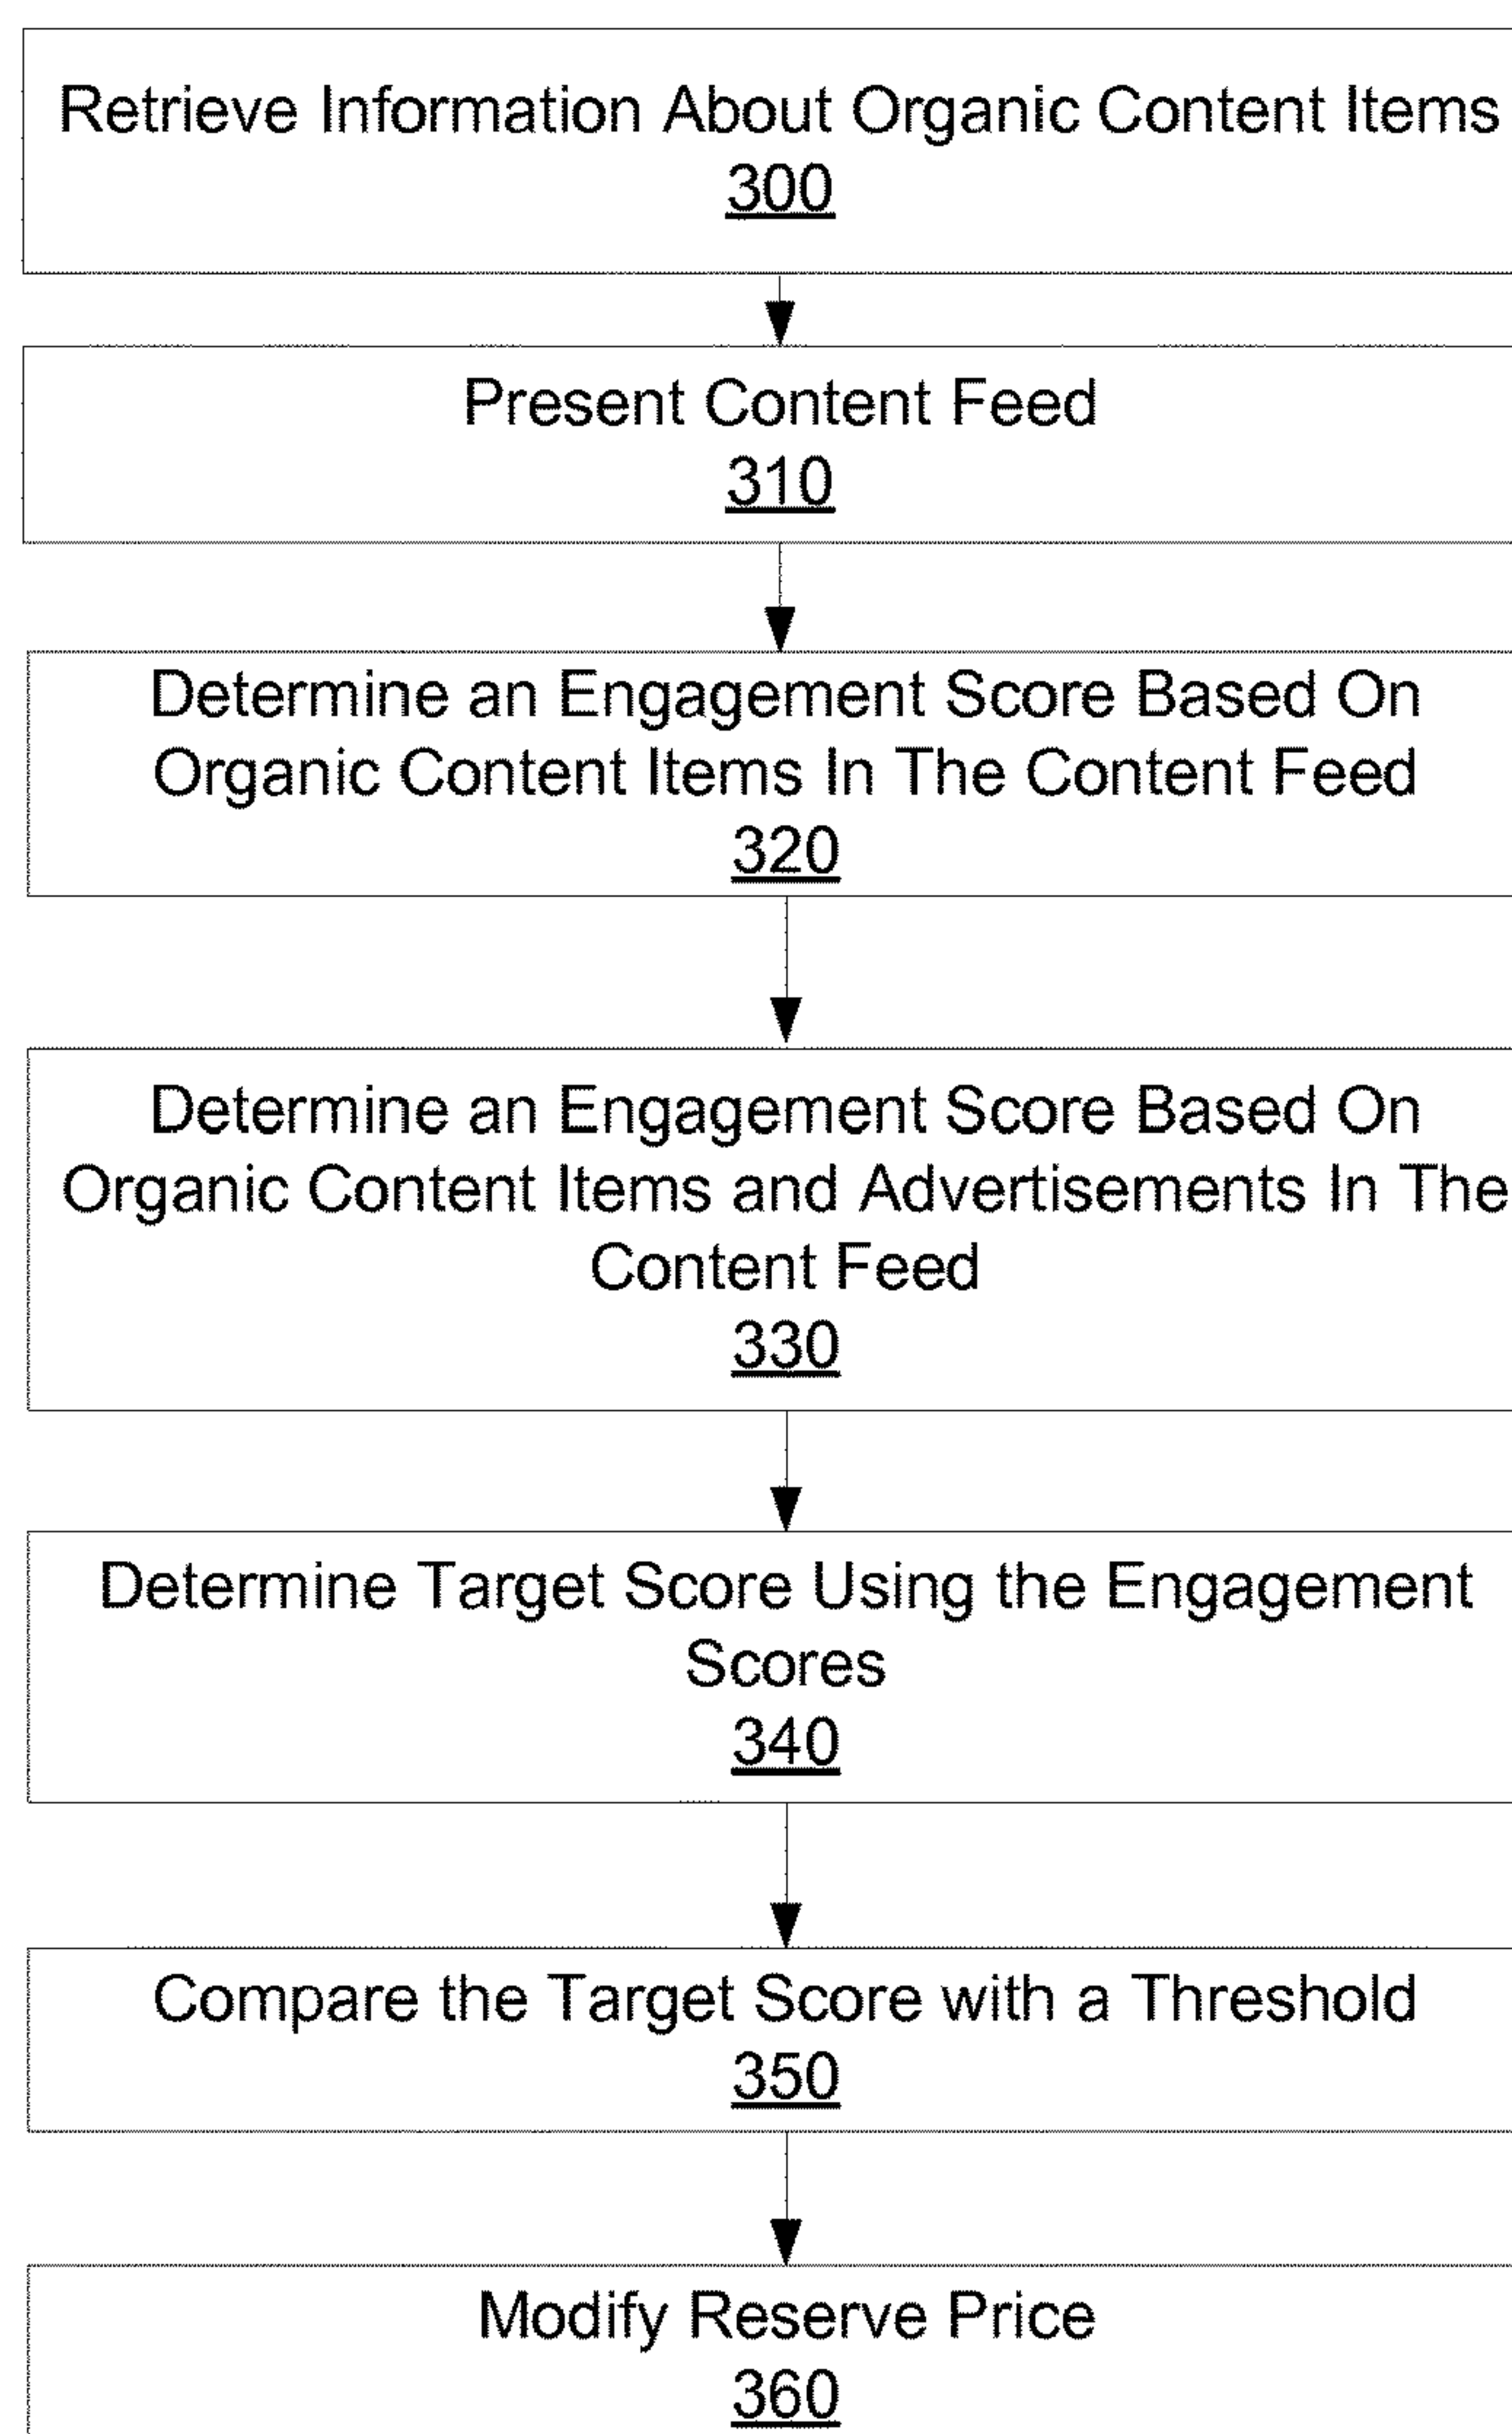 Retrieve Information About Organic Content Items
300
Present Content Feed
310
Determine an Engagement Score Based On
Organic Content Items In The Content Feed
320
Determine an Engagement Score Based On
Organic Content Items and Advertisements In The
Content Feed
330
Determine Target Score Using the Engagement
Scores
340
Compare the Target Score with a Threshold
350
Modify Reserve Price
360